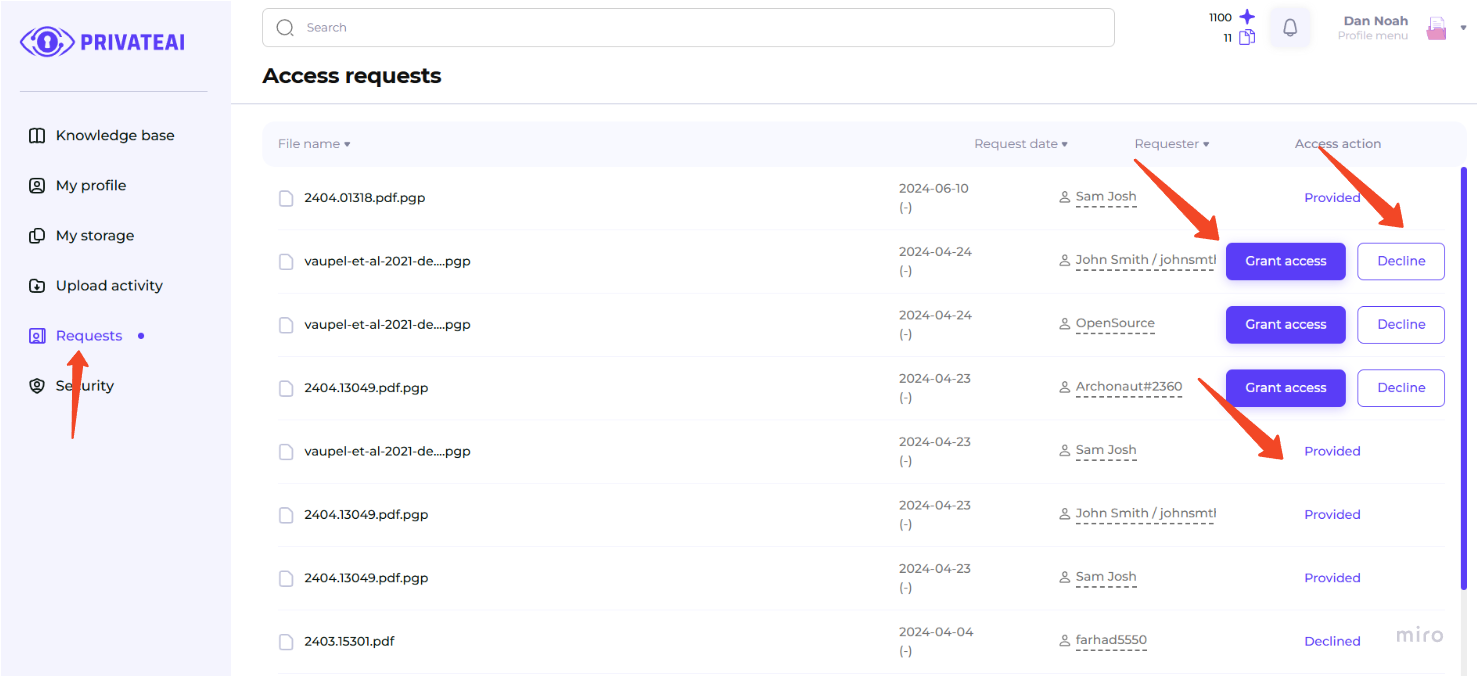 PRIVATEAI
Search
1100
11
Dan Noah
Profile menu
Access requests
Knowledge base
My profile
My storage
Upload activity
Requests
Security
File name
Request date
Requester
Access action
2404.01318.pdf.pgp
2024-06-10
(-)
Sam Josh
Provided
vaupel-et-al-2021-de....pgp
2024-04-24
(-)
John Smith / johnsmth
Grant access
Decline
vaupel-et-al-2021-de....pgp
2024-04-24
(-)
OpenSource
Grant access
Decline
2404.13049.pdf.pgp
2024-04-23
(-)
Archonaut#2360
Grant access
Decline
vaupel-et-al-2021-de....pgp
2024-04-23
(-)
Sam Josh
Provided
2404.13049.pdf.pgp
2024-04-23
(-)
John Smith / johnsmth
Provided
2404.13049.pdf.pgp
2024-04-23
(-)
Sam Josh
Provided
2403.15301.pdf
2024-04-04
(-)
farhad5550
Declined
miro